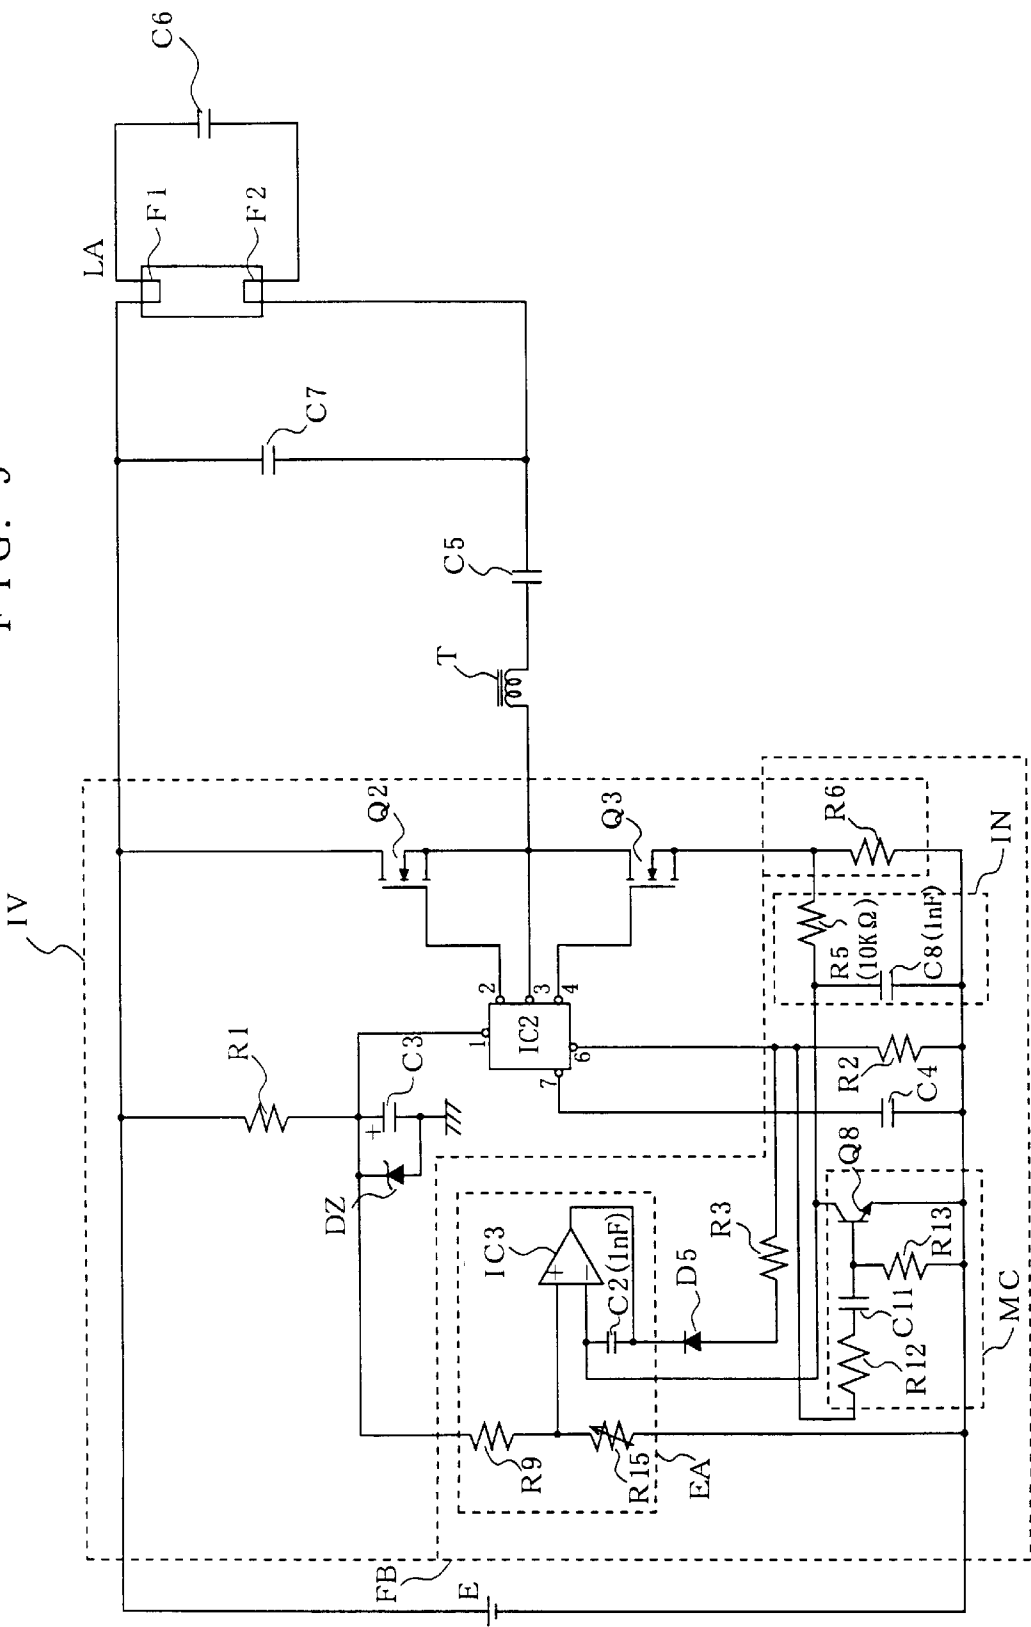 IV
R1
1
C3
+
DZ
2
3
4
IC2
6
7
Q2
Q3
T
C5
C7
LA
F1
F2
C6
FB
E
R9
R15
EA
IC3
+
−
C2(1nF)
D5
R3
R2
C4
R5
(10KΩ)
C8(1nF)
R6
IN
Q8
R13
C11
R12
MC